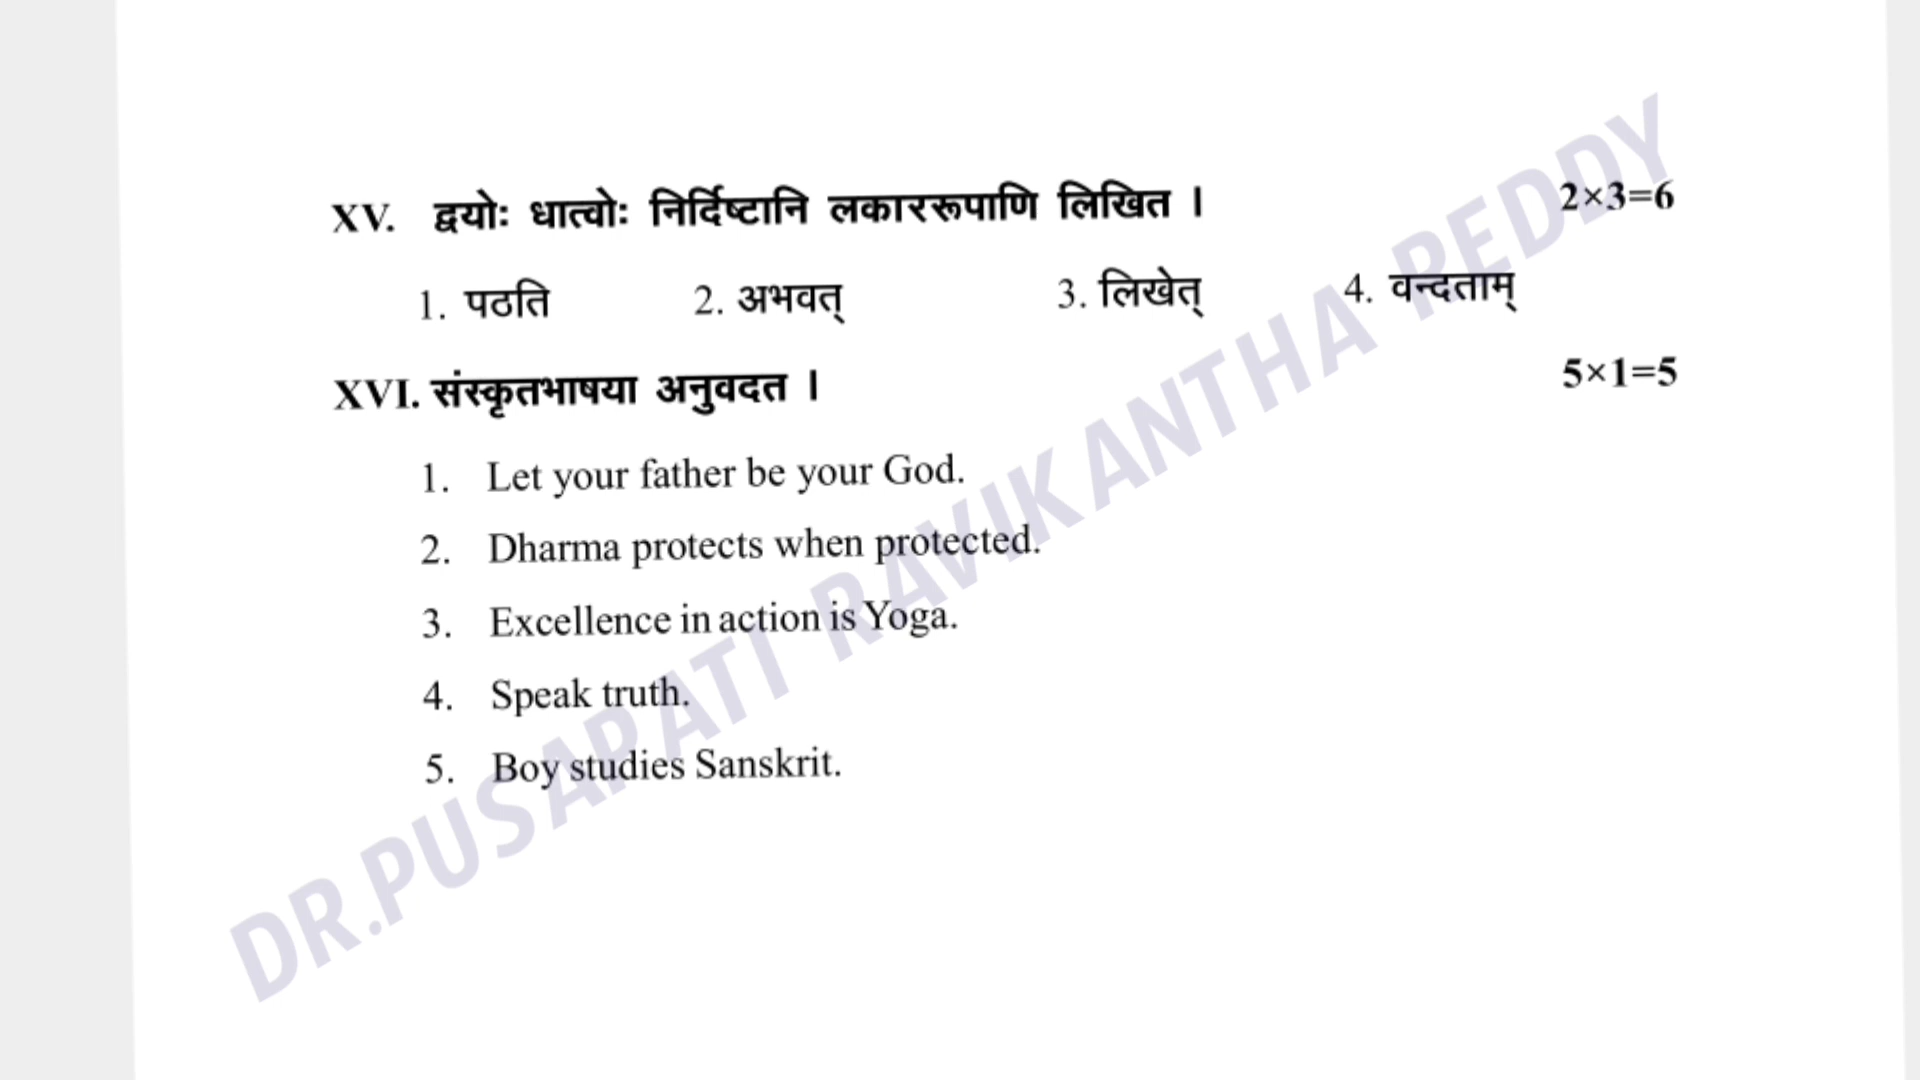 XV. द्वयोः धात्वोः निर्दिष्टानि लकाररूपाणि लिखित । 2×3=6
1. पठति 2. अभवत् 3. लिखेत् 4. वन्दताम्
XVI. संस्कृतभाषया अनुवदत । 5×1=5
1. Let your father be your God.
2. Dharma protects when protected.
3. Excellence in action is Yoga.
4. Speak truth.
5. Boy studies Sanskrit.
DR.PUSAPATI RAVIKANTHA REDDY